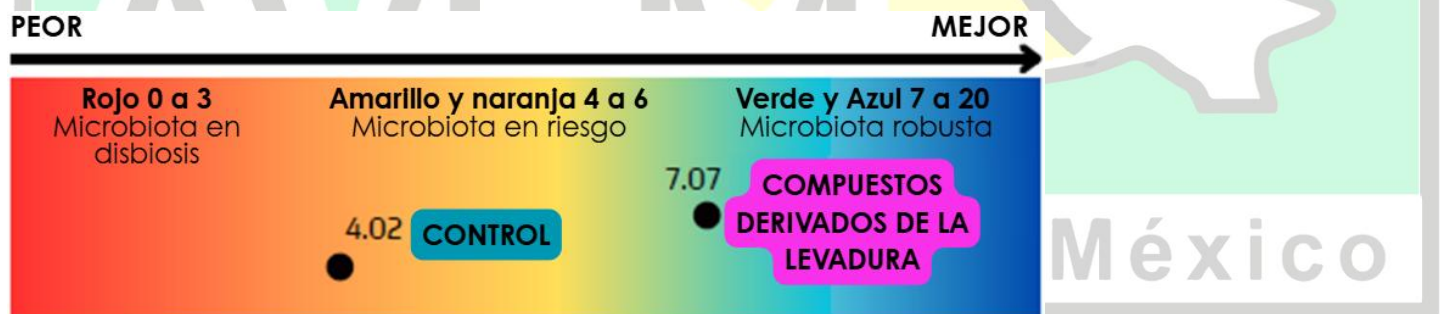 PEOR
MEJOR
Rojo 0 a 3
Microbiota en
disbiosis
Amarillo y naranja 4 a 6
Microbiota en riesgo
Verde y Azul 7 a 20
Microbiota robusta
4.02
CONTROL
7.07
COMPUESTOS
DERIVADOS DE LA
LEVADURA
México